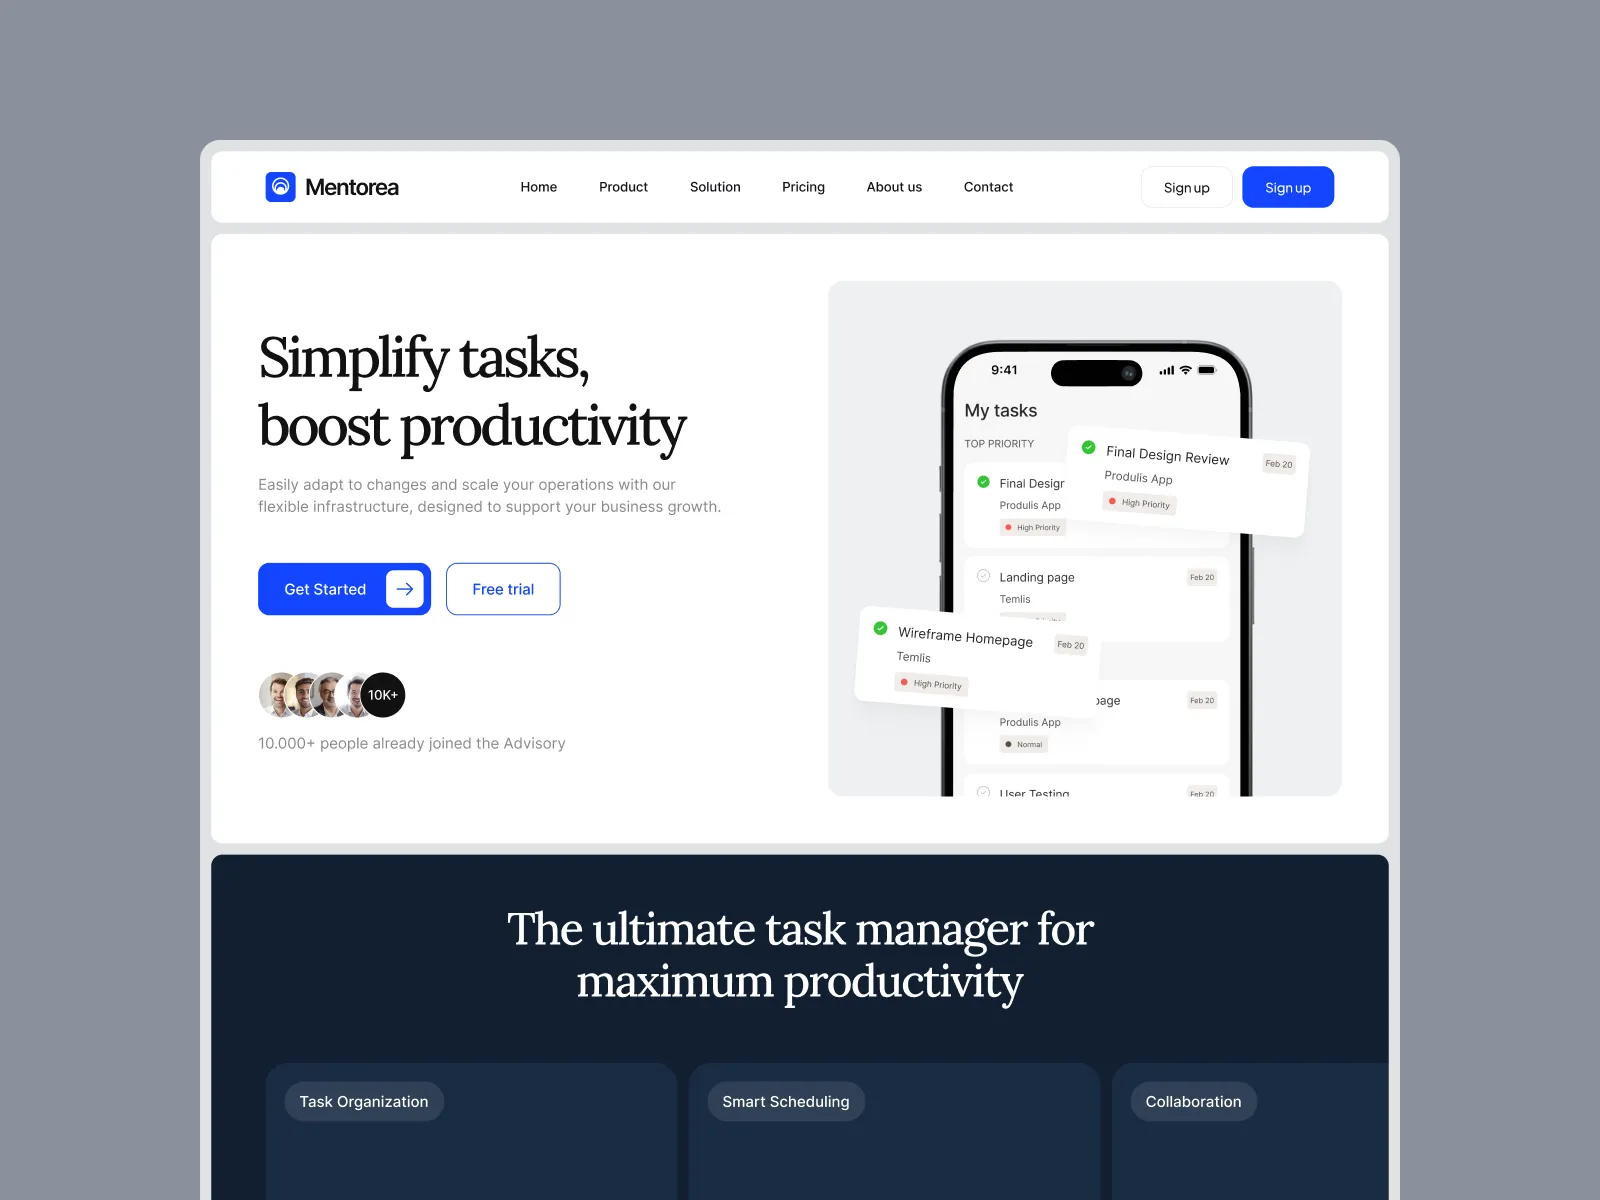 Mentorea
Home
Product
Solution
Pricing
About us
Contact
Sign up
Sign up
Simplify tasks,
boost productivity
Easily adapt to changes and scale your operations with our
flexible infrastructure, designed to support your business growth.
Get Started
Free trial
10K+
10.000+ people already joined the Advisory
9:41
My tasks
TOP PRIORITY
Final Design Review
Feb 20
Produlis App
High Priority
Final Desigr
Produlis App
High Priority
Landing page
Feb 20
Temlis
Wireframe Homepage
Feb 20
Temlis
High Priority
page
Feb 20
Produlis App
Normal
User Testing
Feb 20
The ultimate task manager for
maximum productivity
Task Organization
Smart Scheduling
Collaboration